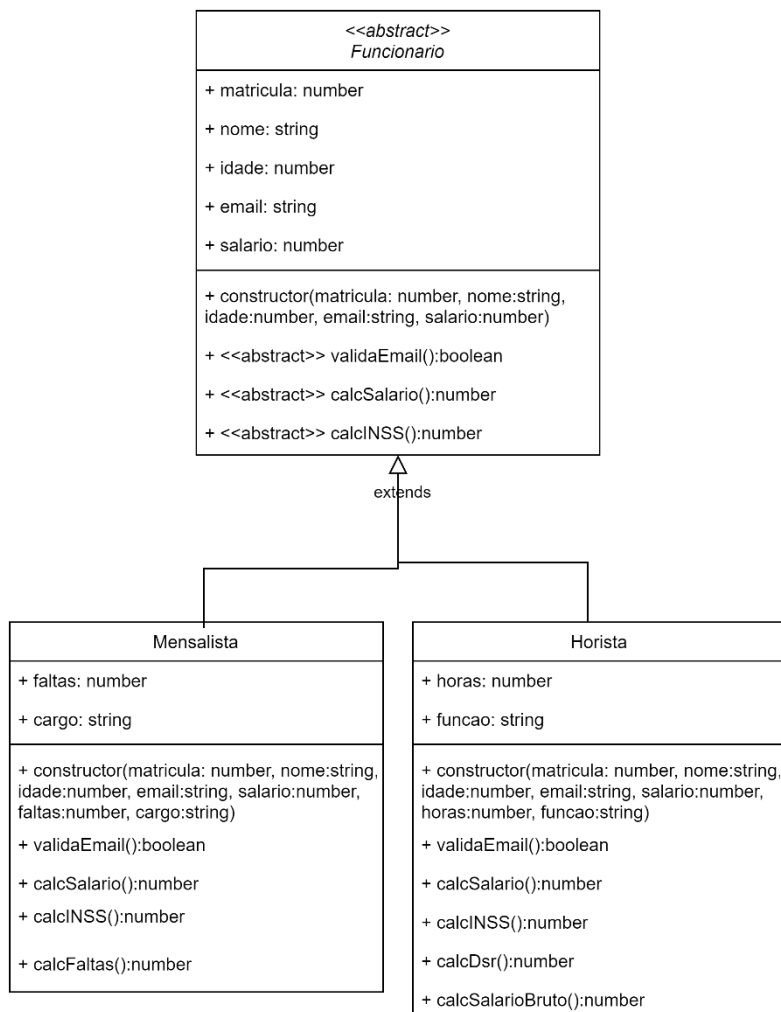 <<abstract>>
Funcionario
+ matricula: number
+ nome: string
+ idade: number
+ email: string
+ salario: number
+ constructor(matricula: number, nome:string,
idade:number, email:string, salario:number)
+ <<abstract>> validaEmail():boolean
+ <<abstract>> calcSalario():number
+ <<abstract>> calcINSS():number
extends
Mensalista
+ faltas: number
+ cargo: string
+ constructor(matricula: number, nome:string,
idade:number, email:string, salario:number,
faltas:number, cargo:string)
+ validaEmail():boolean
+ calcSalario():number
+ calcINSS():number
+ calcFaltas():number
Horista
+ horas: number
+ funcao: string
+ constructor(matricula: number, nome:string,
idade:number, email:string, salario:number,
horas:number, funcao:string)
+ validaEmail():boolean
+ calcSalario():number
+ calcINSS():number
+ calcDsr():number
+ calcSalarioBruto():number